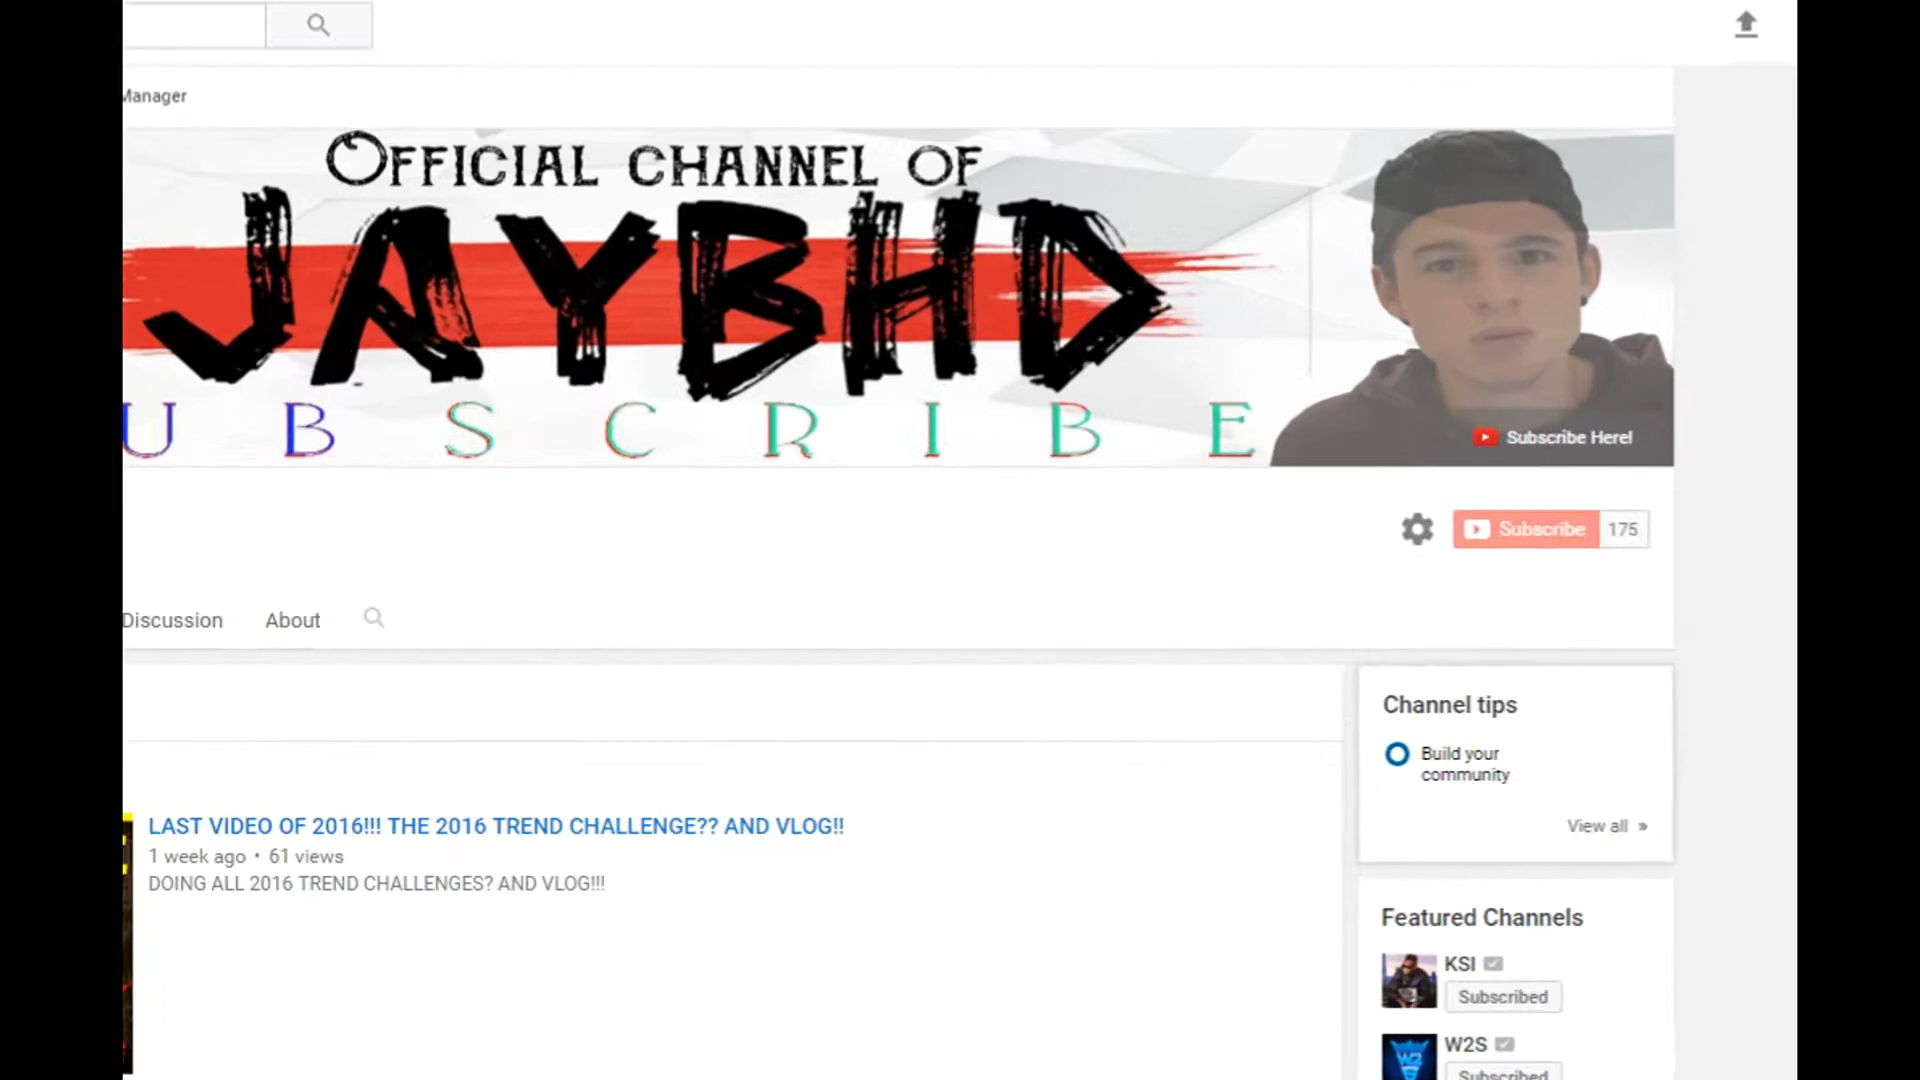 Manager
OFFICIAL CHANNEL OF
JAYBHD
UBSCRIBE
Subscribe Here!
Subscribe 175
Discussion About
Channel tips
Build your
community
View all »
LAST VIDEO OF 2016!!! THE 2016 TREND CHALLENGE?? AND VLOG!!
1 week ago • 61 views
DOING ALL 2016 TREND CHALLENGES? AND VLOG!!!
Featured Channels
KSI
Subscribed
W2S
Subscribed